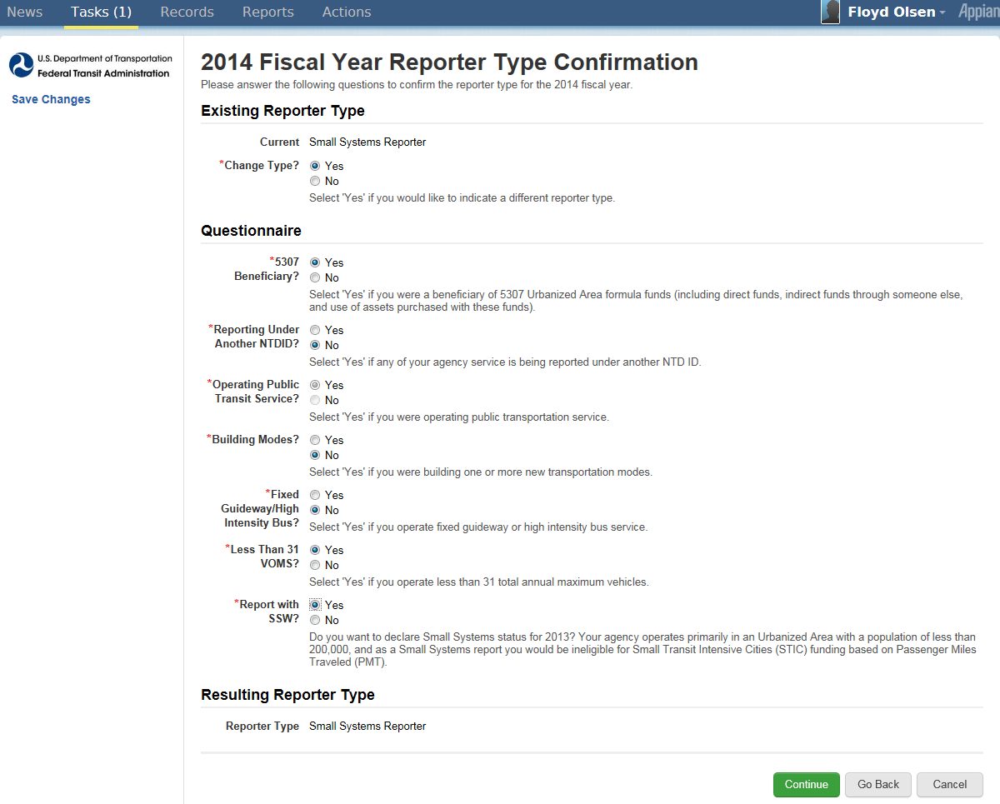 News Tasks (1) Records Reports Actions Floyd Olsen Appian
U.S. Department of Transportation
Federal Transit Administration
Save Changes
2014 Fiscal Year Reporter Type Confirmation
Please answer the following questions to confirm the reporter type for the 2014 fiscal year.
Existing Reporter Type
Current Small Systems Reporter
*Change Type? Yes
No
Select 'Yes' if you would like to indicate a different reporter type.
Questionnaire
*5307 Yes
Beneficiary? No
Select 'Yes' if you were a beneficiary of 5307 Urbanized Area formula funds (including direct funds, indirect funds through someone else,
and use of assets purchased with these funds).
*Reporting Under Yes
Another NTDID? No
Select 'Yes' if any of your agency service is being reported under another NTD ID.
*Operating Public Yes
Transit Service? No
Select 'Yes' if you were operating public transportation service.
*Building Modes? Yes
No
Select 'Yes' if you were building one or more new transportation modes.
*Fixed Yes
Guideway/High No
Intensity Bus? Select 'Yes' if you operate fixed guideway or high intensity bus service.
*Less Than 31 Yes
VOMS? No
Select 'Yes' if you operate less than 31 total annual maximum vehicles.
*Report with Yes
SSW? No
Do you want to declare Small Systems status for 2013? Your agency operates primarily in an Urbanized Area with a population of less than
200,000, and as a Small Systems report you would be ineligible for Small Transit Intensive Cities (STIC) funding based on Passenger Miles
Traveled (PMT).
Resulting Reporter Type
Reporter Type Small Systems Reporter
Continue Go Back Cancel